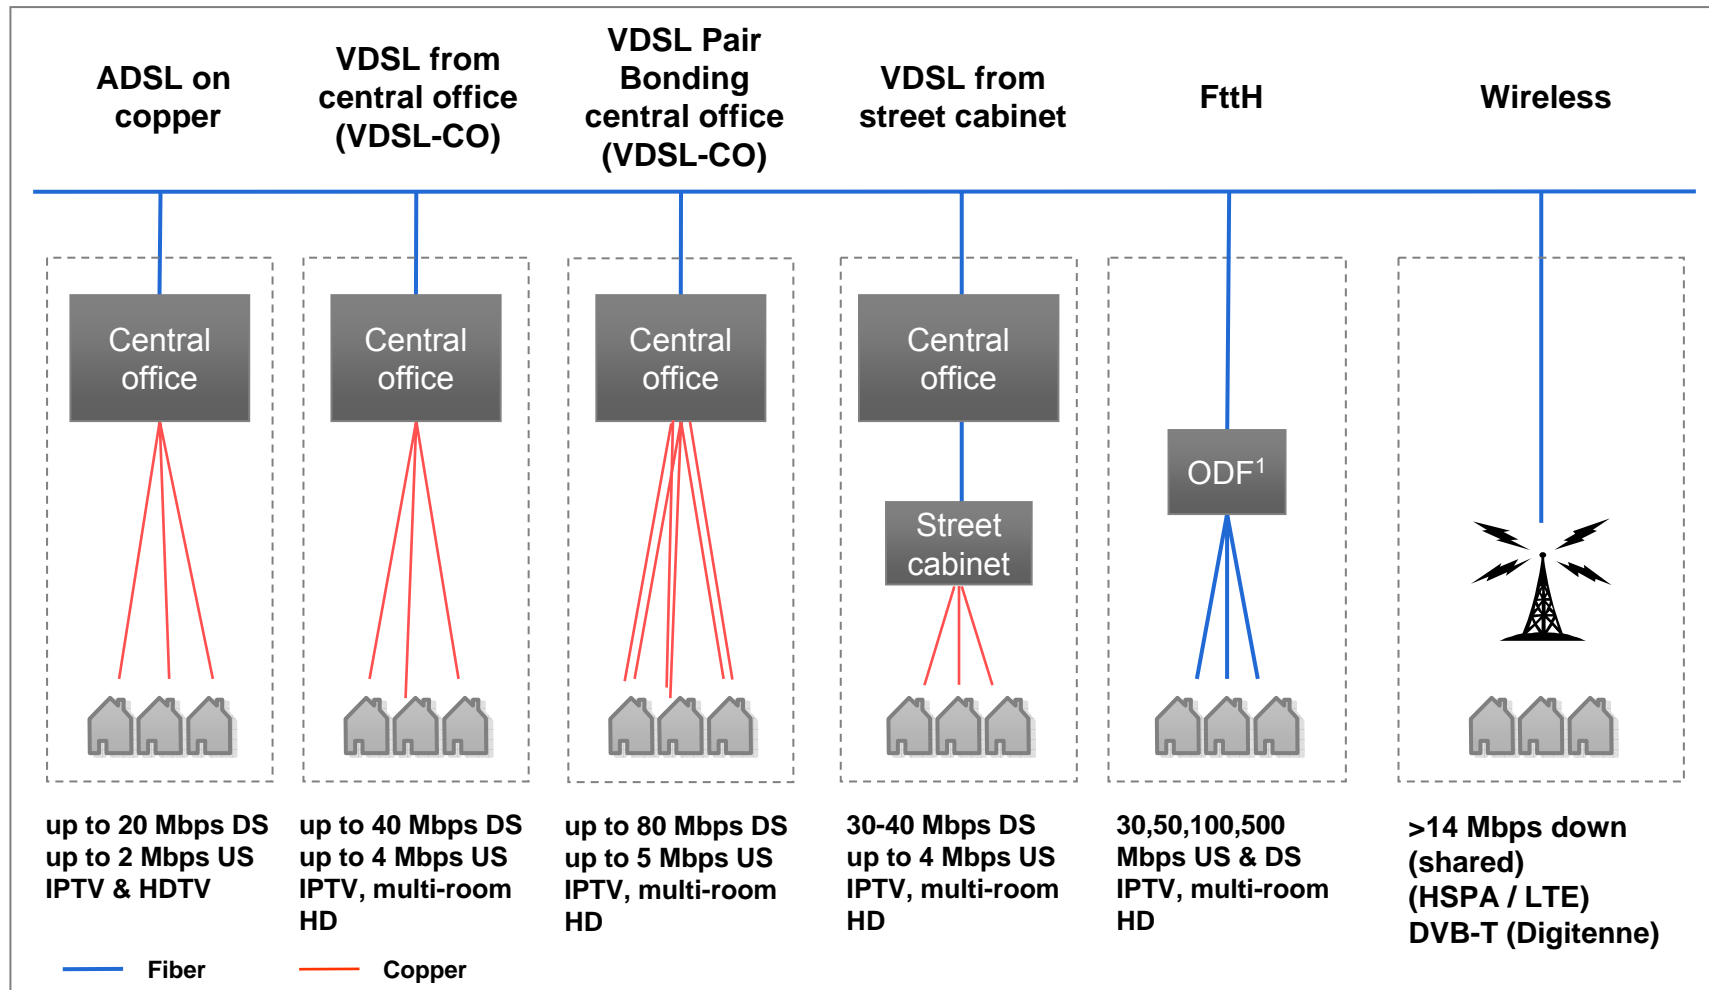 ADSL on
copper
VDSL from
central office
(VDSL-CO)
VDSL Pair
Bonding
central office
(VDSL-CO)
VDSL from
street cabinet
FttH
Wireless
Central
office
Central
office
Central
office
Central
office
Street
cabinet
ODF¹
up to 20 Mbps DS
up to 2 Mbps US
IPTV & HDTV
up to 40 Mbps DS
up to 4 Mbps US
IPTV, multi-room
HD
up to 80 Mbps DS
up to 5 Mbps US
IPTV, multi-room
HD
30-40 Mbps DS
up to 4 Mbps US
IPTV, multi-room
HD
30,50,100,500
Mbps US & DS
IPTV, multi-room
HD
>14 Mbps down
(shared)
(HSPA / LTE)
DVB-T (Digitenne)
Fiber
Copper